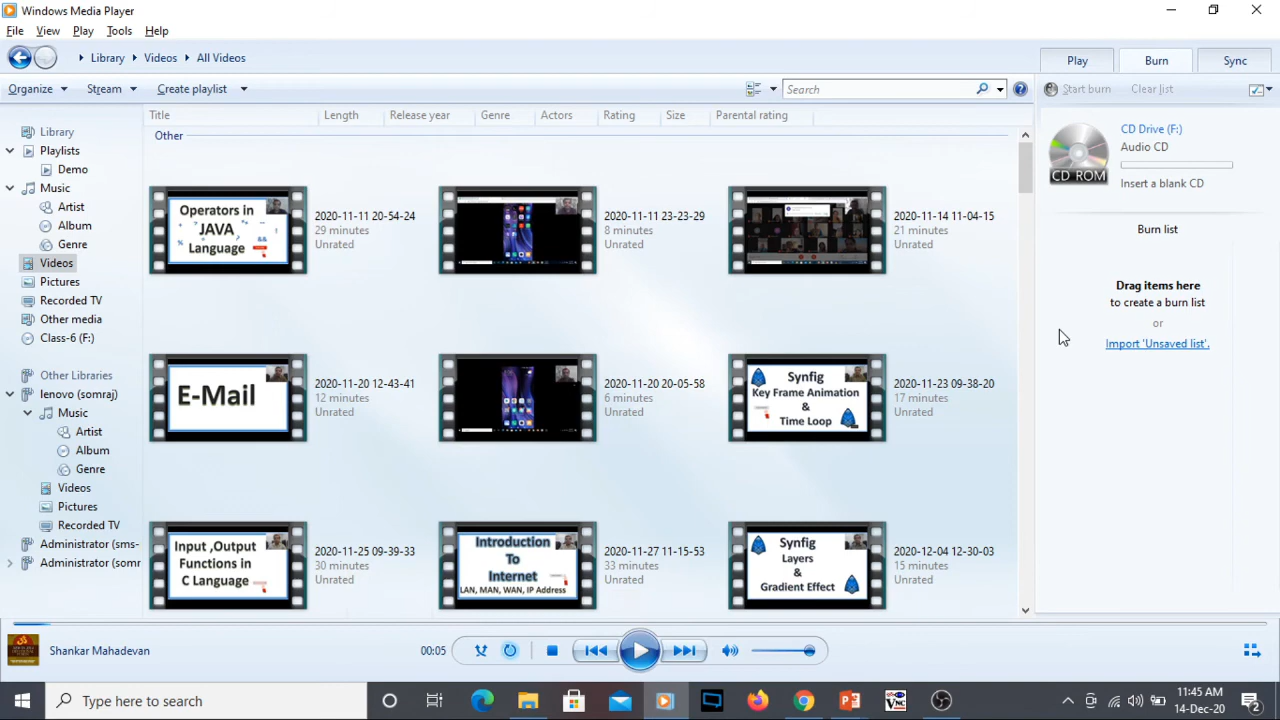 Windows Media Player
File View Play Tools Help
Library Videos All Videos
Play Burn Sync
Organize Stream Create playlist
Search
Start burn Clear list
Title Length Release year Genre Actors Rating Size Parental rating
Other
Library
Playlists
Demo
Music
Artist
Album
Genre
Videos
Pictures
Recorded TV
Other media
Class-6 (F:)
Other Libraries
lenovo (somraj)
Music
Artist
Album
Genre
Videos
Pictures
Recorded TV
Administrator (sms-
Administrator (somr
Operators in
JAVA
Language
2020-11-11 20-54-24
29 minutes
Unrated
2020-11-11 23-23-29
8 minutes
Unrated
2020-11-14 11-04-15
21 minutes
Unrated
E-Mail
2020-11-20 12-43-41
12 minutes
Unrated
2020-11-20 20-05-58
6 minutes
Unrated
Synfig
Key Frame Animation
&
Time Loop
2020-11-23 09-38-20
17 minutes
Unrated
Input ,Output
Functions in
C Language
2020-11-25 09-39-33
30 minutes
Unrated
Introduction
To
Internet
LAN, MAN, WAN, IP Address
2020-11-27 11-15-53
33 minutes
Unrated
Synfig
Layers
&
Gradient Effect
2020-12-04 12-30-03
15 minutes
Unrated
CD ROM
CD Drive (F:)
Audio CD
Insert a blank CD
Burn list
Drag items here
to create a burn list
or
Import 'Unsaved list'.
Shankar Mahadevan
00:05
Type here to search
11:45 AM
14-Dec-20
2